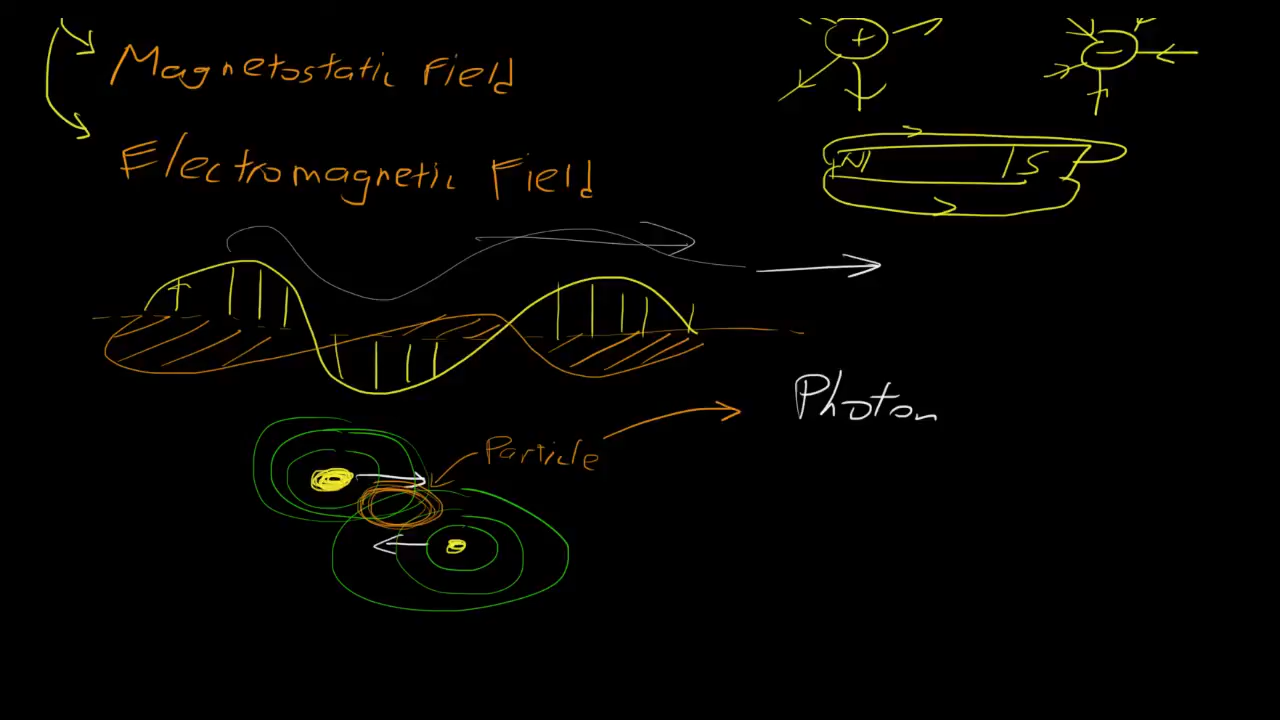 Magnetostatic Field
+
-
Electromagnetic Field
N
S
Photon
Particle